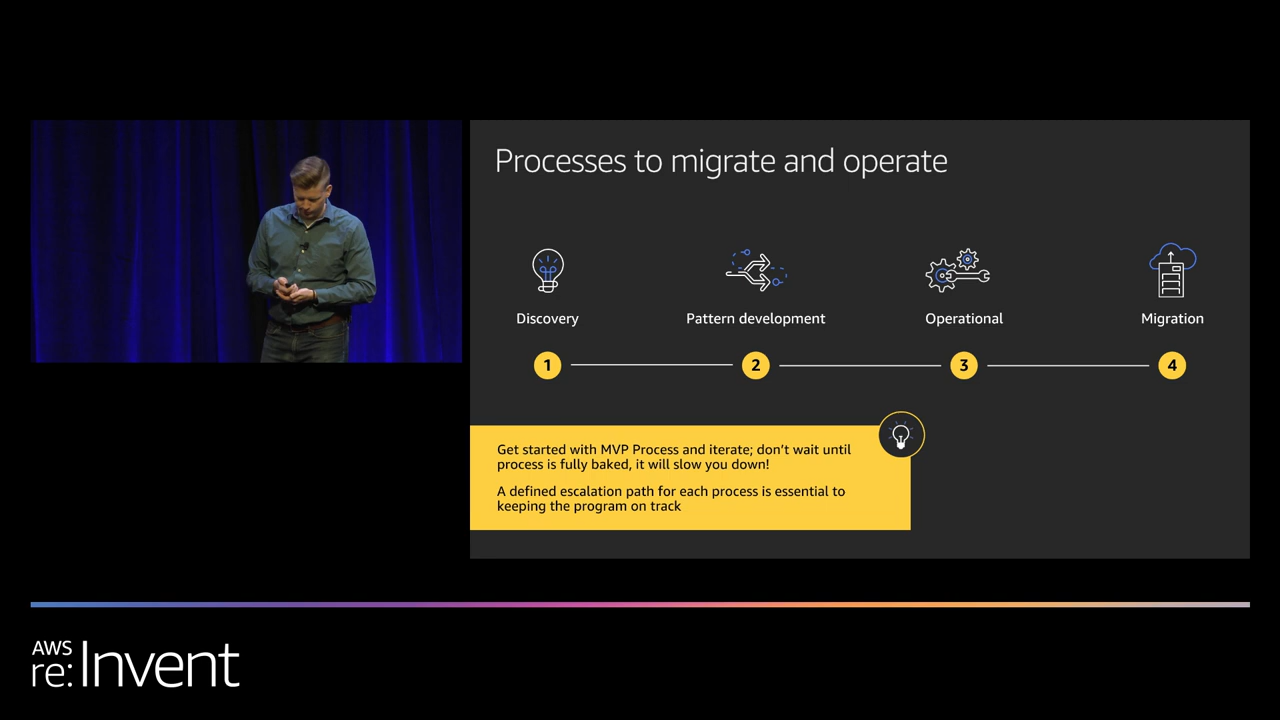 Processes to migrate and operate
Discovery
Pattern development
Operational
Migration
1
2
3
4
Get started with MVP Process and iterate; don’t wait until
process is fully baked, it will slow you down!
A defined escalation path for each process is essential to
keeping the program on track
AWS
re:Invent